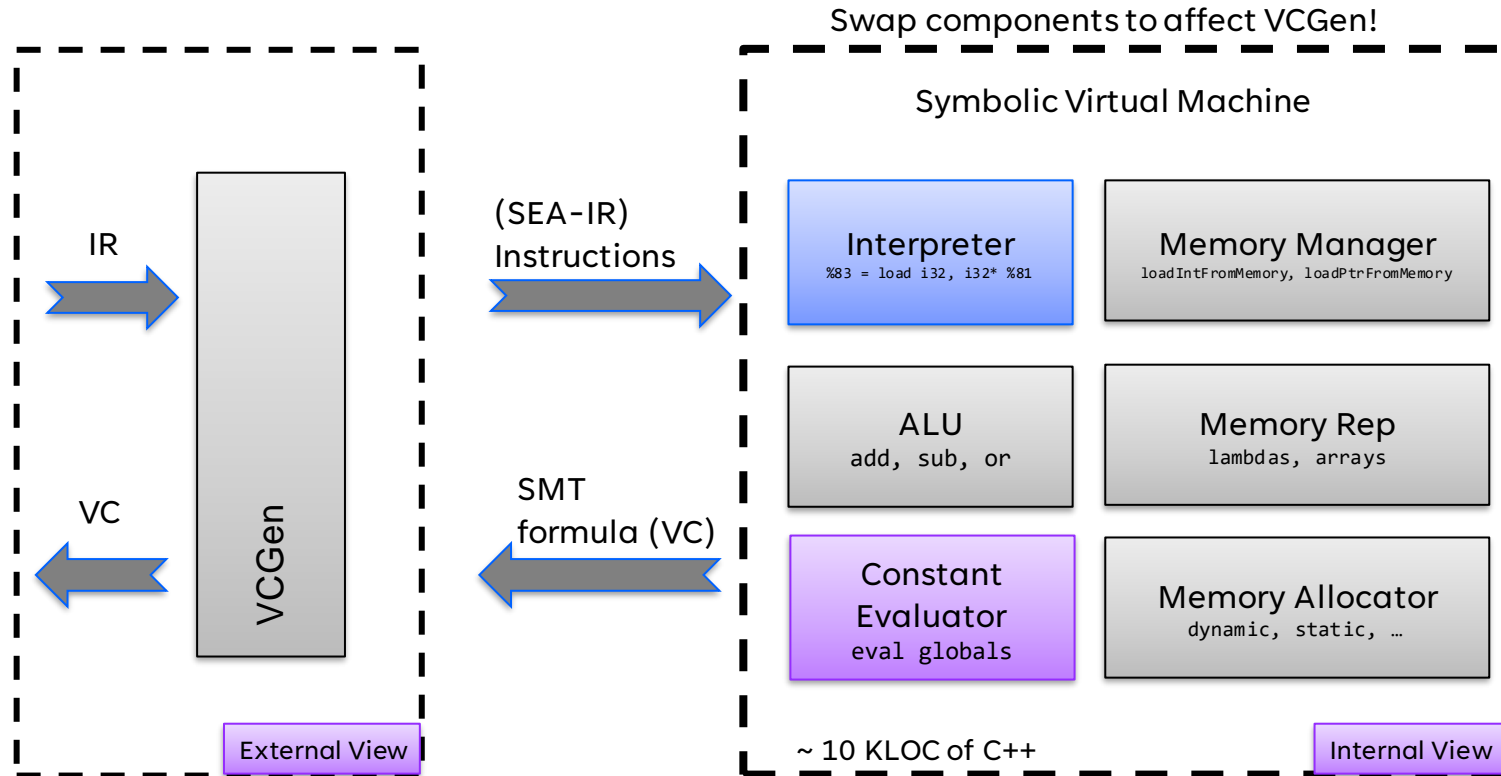 Swap components to affect VCGen!
IR
VC
VCGen
External View
(SEA-IR)
Instructions
SMT
formula (VC)
Symbolic Virtual Machine
Interpreter
%83 = load i32, i32* %81
Memory Manager
loadIntFromMemory, loadPtrFromMemory
ALU
add, sub, or
Memory Rep
lambdas, arrays
Constant
Evaluator
eval globals
Memory Allocator
dynamic, static, …
~ 10 KLOC of C++
Internal View